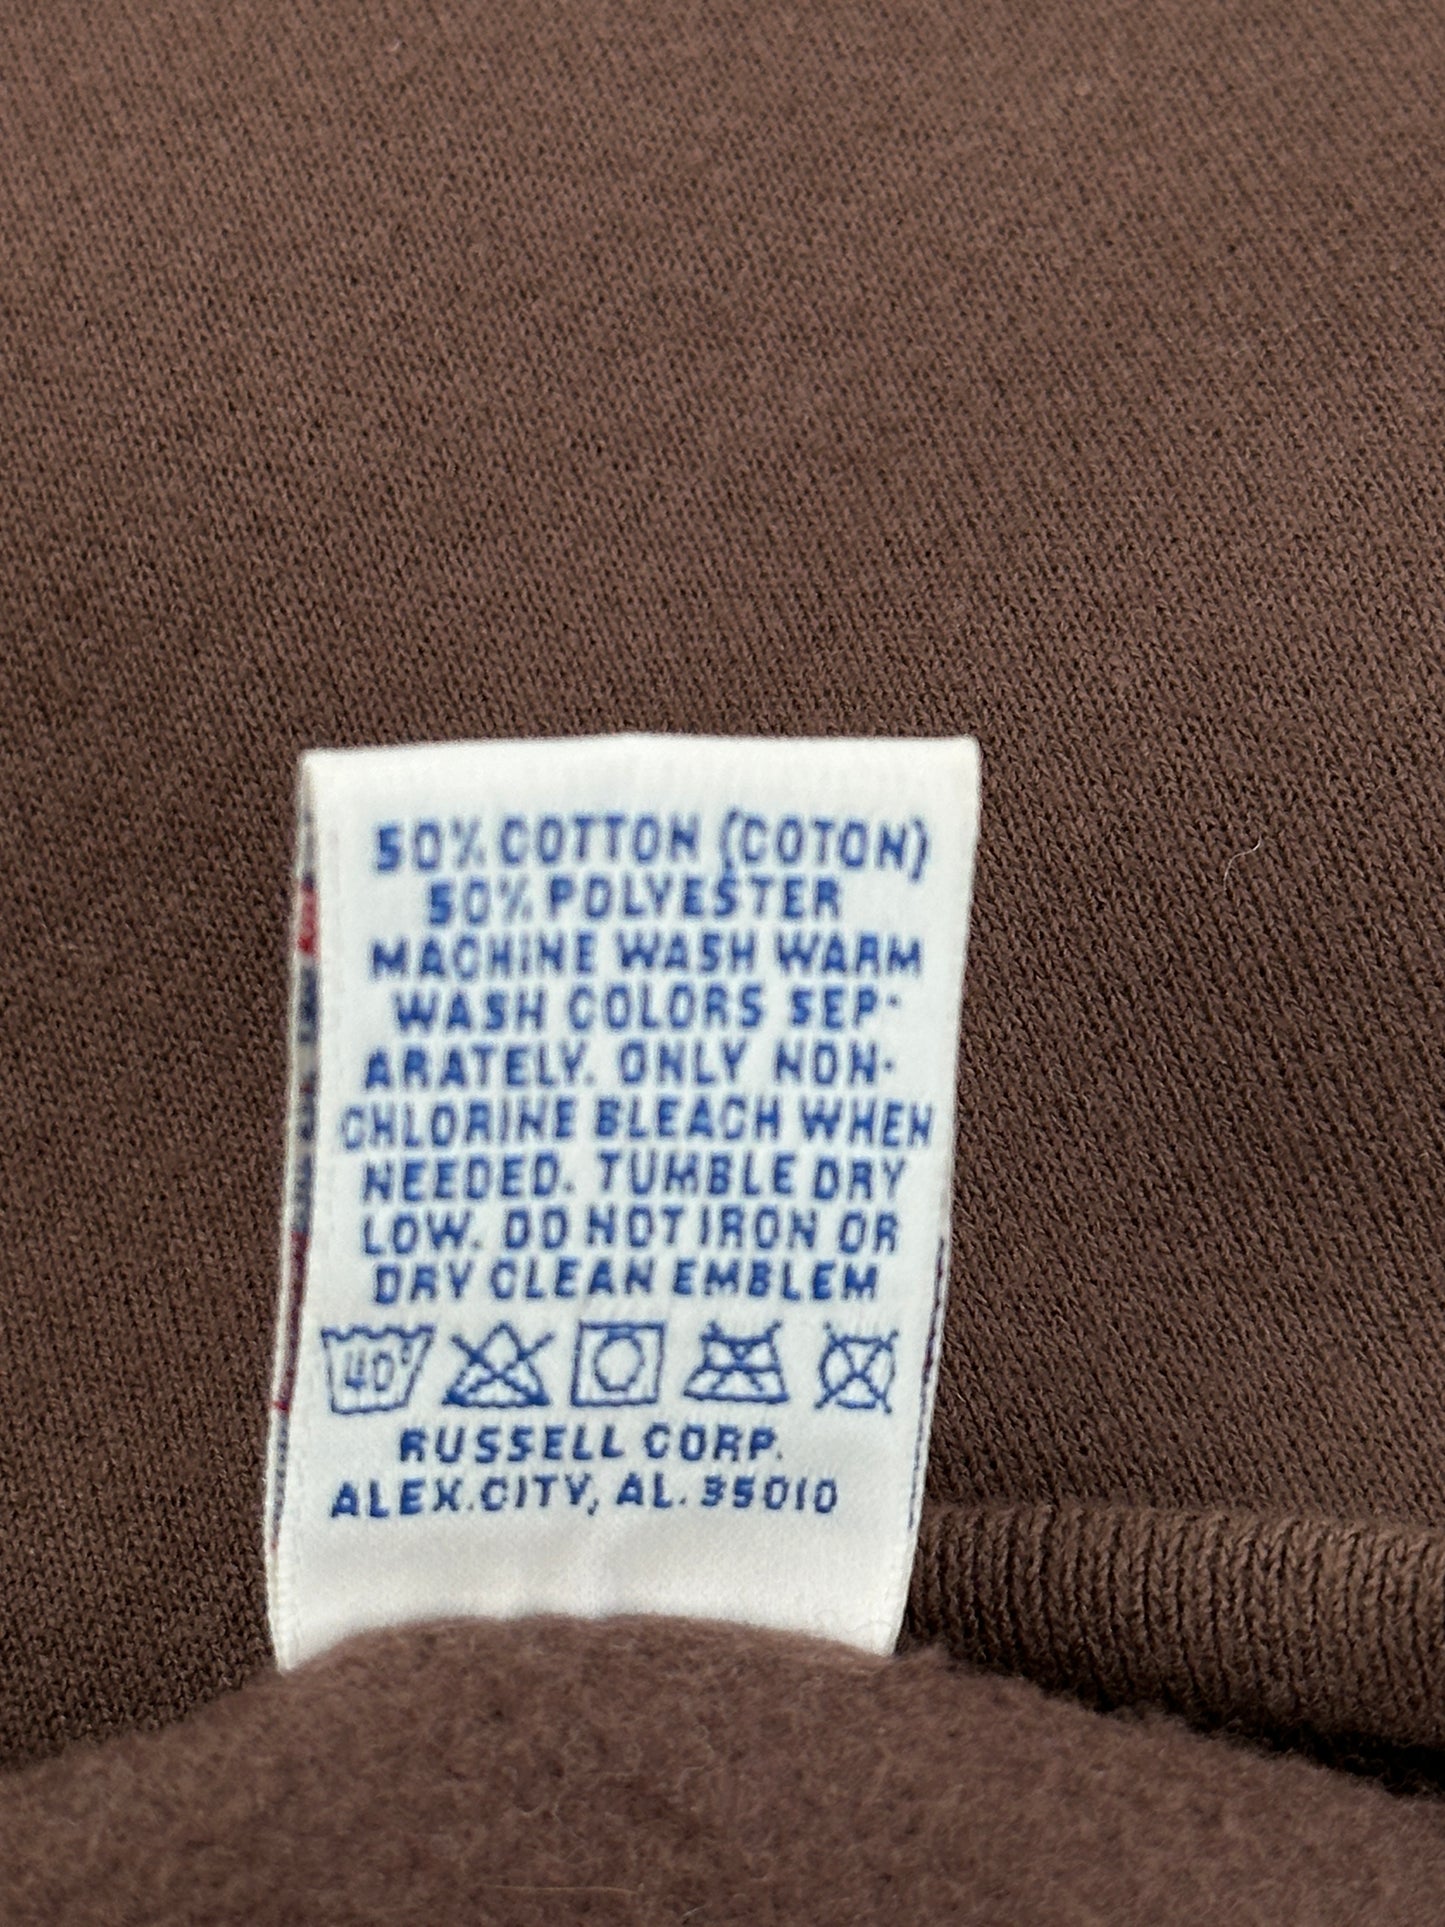 50% COTTON (COTON)
50% POLYESTER
MACHINE WASH WARM
WASH COLORS SEP-
ARATELY. ONLY NON-
CHLORINE BLEACH WHEN
NEEDED. TUMBLE DRY
LOW. DO NOT IRON OR
DRY CLEAN EMBLEM
40°
RUSSELL CORP.
ALEX.CITY, AL. 35010